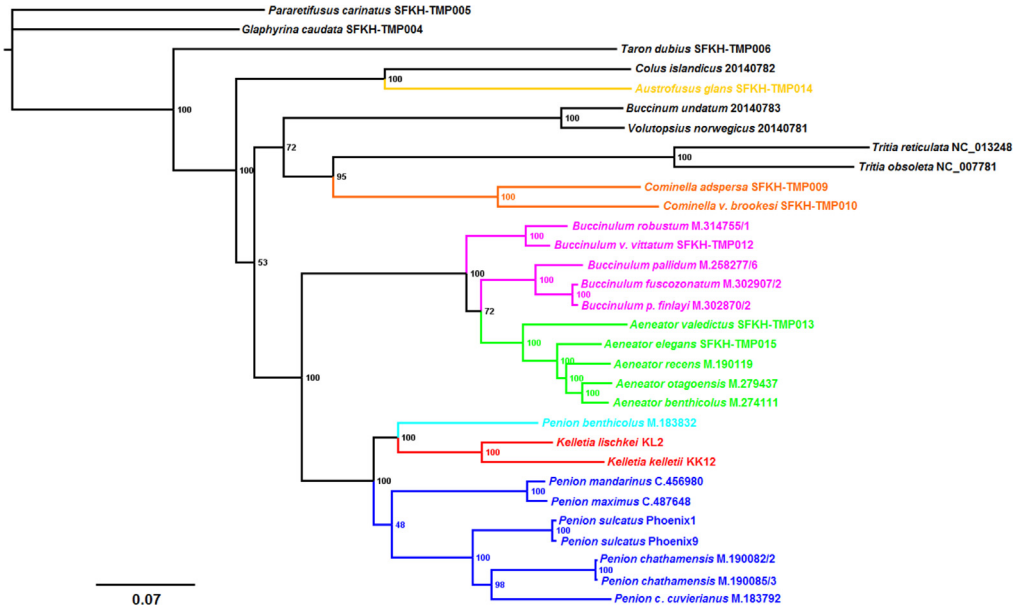 Pararetifusus carinatus SFKH-TMP005
Glaphyrina caudata SFKH-TMP004
Taron dubius SFKH-TMP006
100
Colus islandicus 20140782
100
Austrofusus glans SFKH-TMP014
100
Buccinum undatum 20140783
100
Volutopsius norwegicus 20140781
72
Tritia reticulata NC_013248
100
Tritia obsoleta NC_007781
95
Cominella adspersa SFKH-TMP009
100
Cominella v. brookesi SFKH-TMP010
53
Buccinulum robustum M.314755/1
100
Buccinulum v. vittatum SFKH-TMP012
100
Buccinulum pallidum M.258277/6
100
Buccinulum fuscozonatum M.302907/2
100
Buccinulum p. finlayi M.302870/2
72
Aeneator valedictus SFKH-TMP013
100
Aeneator elegans SFKH-TMP015
100
Aeneator recens M.190119
100
Aeneator otagoensis M.279437
100
Aeneator benthicolus M.274111
100
Penion benthicolus M.183832
100
Kelletia lischkei KL2
100
Kelletia kelletii KK12
100
Penion mandarinus C.456980
100
Penion maximus C.487648
48
Penion sulcatus Phoenix1
100
Penion sulcatus Phoenix9
100
Penion chathamensis M.190082/2
100
Penion chathamensis M.190085/3
98
Penion c. cuvierianus M.183792
0.07